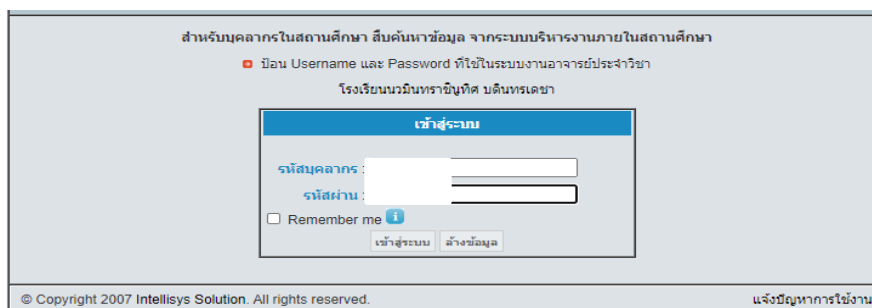 สำหรับบุคลากรในสถานศึกษา สืบค้นหาข้อมูล จากระบบบริหารงานภายในสถานศึกษา
ป้อน Username และ Password ที่ใช้ในระบบงานอาจารย์ประจำวิชา
โรงเรียนนวมินทราชินูทิศ บดินทรเดชา
เข้าสู่ระบบ
รหัสบุคลากร :
รหัสผ่าน :
Remember me i
เข้าสู่ระบบ ล้างข้อมูล
© Copyright 2007 Intellisys Solution. All rights reserved. แจ้งปัญหาการใช้งาน